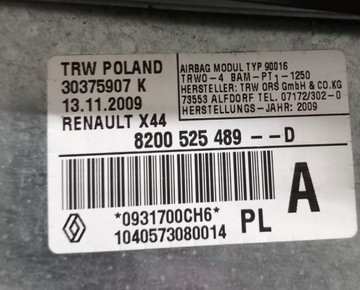 TRW POLAND
30375907 K
13.11.2009
RENAULT X44
AIRBAG MODUL TYP 90016
TRWO-4 BAM-PT1-1250
HERSTELLER: TRW ORS GmbH & CO. KG
73553 ALFDORF TEL. 07172/302-0
HERSTELLUNGS-JAHR: 2009
8200 525 489 --D
*0931700CH6*
1040573080014
PL
A